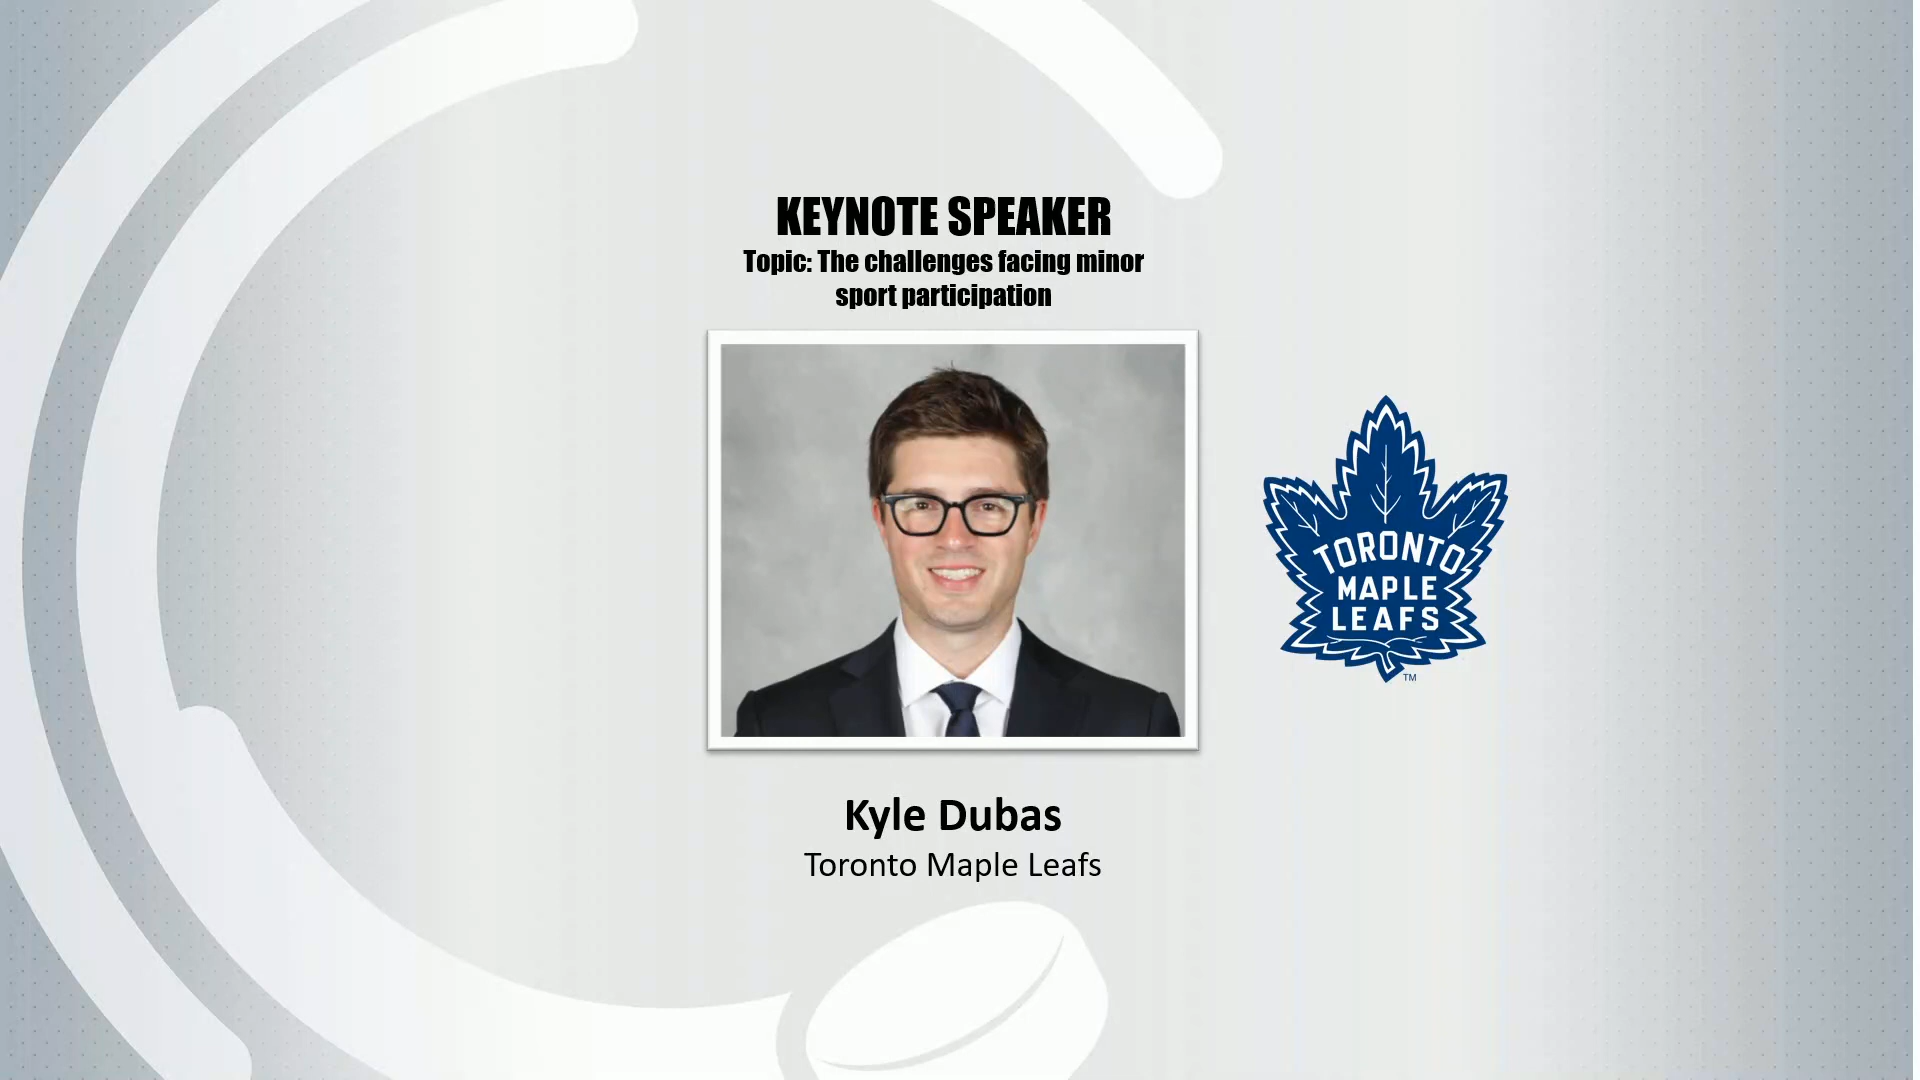 KEYNOTE SPEAKER
Topic: The challenges facing minor
sport participation
TORONTO
MAPLE
LEAFS
TM
Kyle Dubas
Toronto Maple Leafs